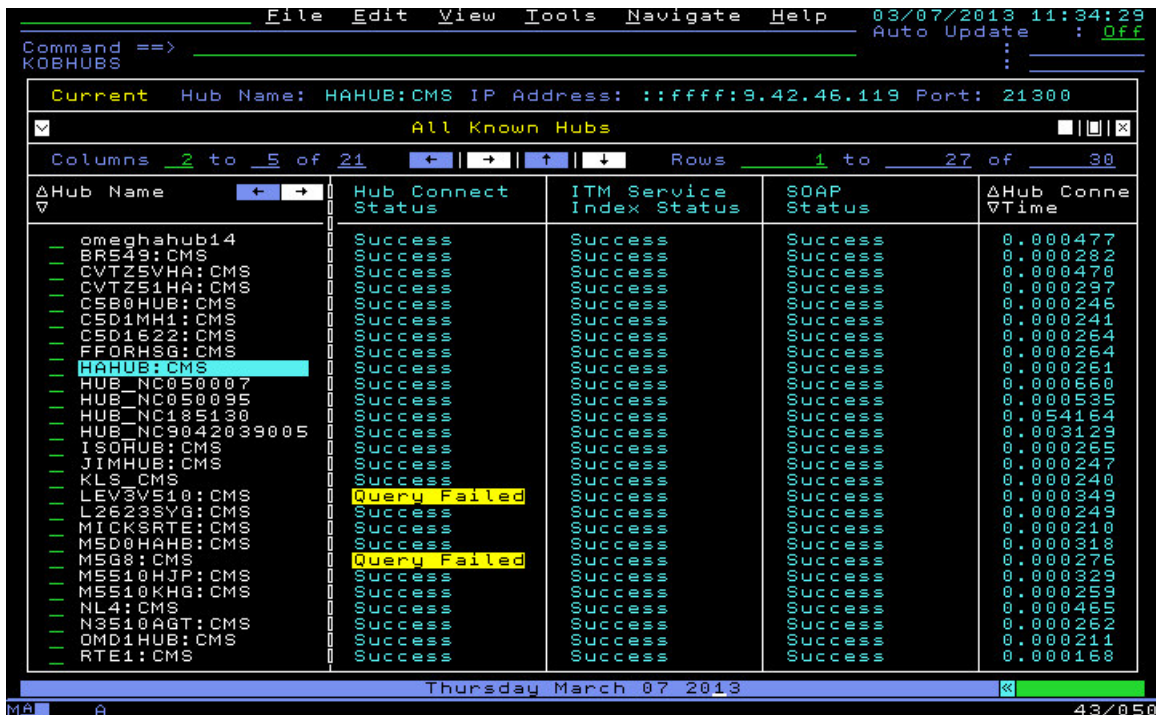 File Edit View Tools Navigate Help 03/07/2013 11:34:29
Auto Update : Off
Command ==>
KOBHUBS
Current Hub Name: HAHUB:CMS IP Address: ::ffff:9.42.46.119 Port: 21300
All Known Hubs
Columns 2 to 5 of 21 ← | → | ↑ | ↓ Rows 1 to 27 of 30
△Hub Name ← → Hub Connect ITM Service SOAP △Hub Conne
▽ Status Index Status Status ▽Time
_ omeghahub14 Success Success Success 0.000477
_ BR549:CMS Success Success Success 0.000282
_ CVTZ5VHA:CMS Success Success Success 0.000470
_ CVTZ51HA:CMS Success Success Success 0.000297
_ C5B0HUB:CMS Success Success Success 0.000246
_ C5D1MH1:CMS Success Success Success 0.000241
_ C5D1622:CMS Success Success Success 0.000264
_ FFORHSG:CMS Success Success Success 0.000264
_ HAHUB:CMS Success Success Success 0.000261
_ HUB_NC050007 Success Success Success 0.000660
_ HUB_NC050095 Success Success Success 0.000535
_ HUB_NC185130 Success Success Success 0.054164
_ HUB_NC9042039005 Success Success Success 0.003129
_ ISOHUB:CMS Success Success Success 0.000265
_ JIMHUB:CMS Success Success Success 0.000247
_ KLS_CMS Success Success Success 0.000240
_ LEV3V510:CMS Query Failed Success Success 0.000349
_ L2623SYG:CMS Success Success Success 0.000249
_ MICKSRTE:CMS Success Success Success 0.000210
_ M5D0HAHB:CMS Success Success Success 0.000318
_ M5G8:CMS Query Failed Success Success 0.000276
_ M5510HJP:CMS Success Success Success 0.000329
_ M5510KHG:CMS Success Success Success 0.000259
_ NL4:CMS Success Success Success 0.000465
_ N3510AGT:CMS Success Success Success 0.000262
_ OMD1HUB:CMS Success Success Success 0.000211
_ RTE1:CMS Success Success Success 0.000168
Thursday March 07 2013 «
MA A 43/050